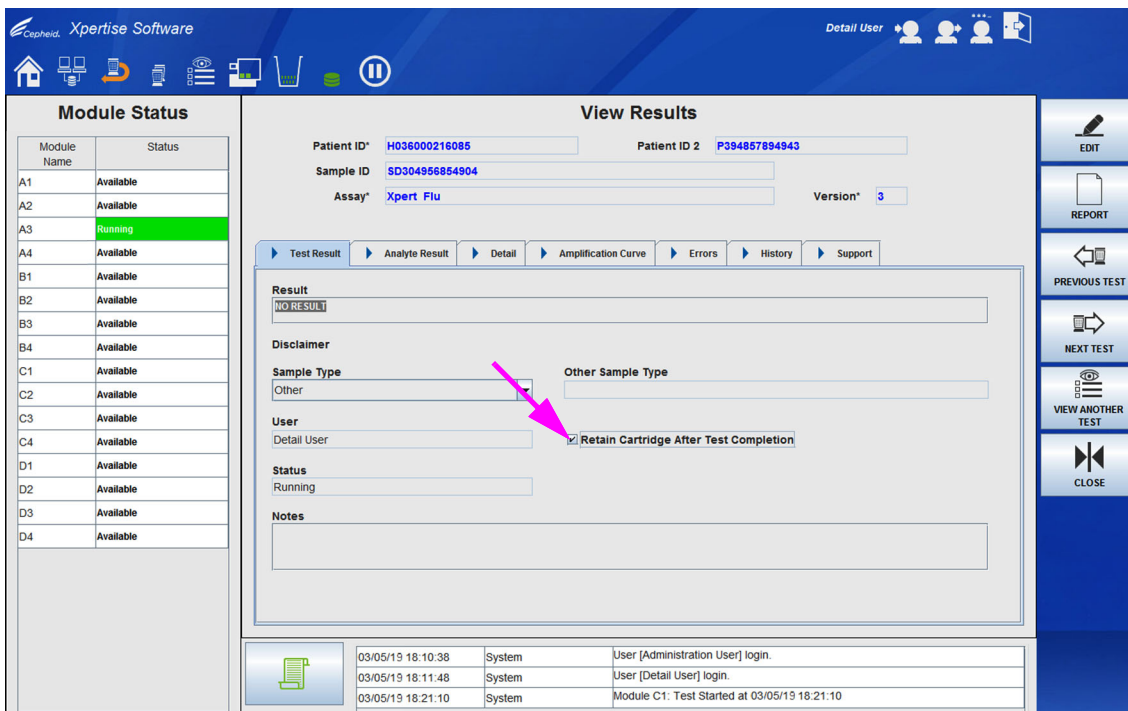 Cepheid. Xpertise Software
Detail User
Module Status
Module Name Status
A1 Available
A2 Available
A3 Running
A4 Available
B1 Available
B2 Available
B3 Available
B4 Available
C1 Available
C2 Available
C3 Available
C4 Available
D1 Available
D2 Available
D3 Available
D4 Available
View Results
Patient ID* H036000216085 Patient ID 2 P394857894943
Sample ID SD304956854904
Assay* Xpert Flu Version* 3
Test Result Analyte Result Detail Amplification Curve Errors History Support
Result
NO RESULT
Disclaimer
Sample Type Other Sample Type
Other
User
Detail User Retain Cartridge After Test Completion
Status
Running
Notes
03/05/19 18:10:38 System User [Administration User] login.
03/05/19 18:11:48 System User [Detail User] login.
03/05/19 18:21:10 System Module C1: Test Started at 03/05/19 18:21:10
EDIT
REPORT
PREVIOUS TEST
NEXT TEST
VIEW ANOTHER
TEST
CLOSE